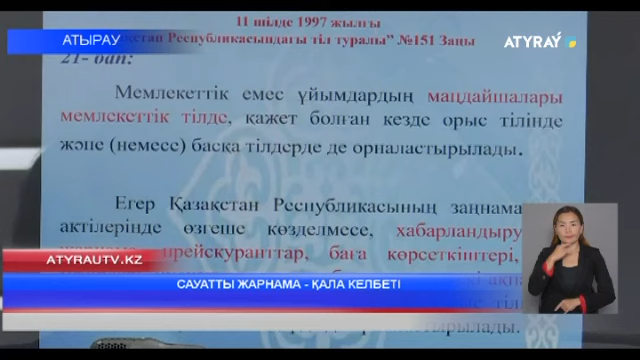 11 шілде 1997 жылғы
АТЫРАУ
Республикасындағы тіл туралы" №151 Заңы
ATYRAÝ
21- бап:
Мемлекеттік емес ұйымдардың маңдайшалары
мемлекеттік тілде, қажет болған кезде орыс тілінде
және (немесе) басқа тілдерде де орналастырылады.
Егер Қазақстан Республикасының заңнама
актілерінде өзгеше көзделмесе, хабарландыру
прейскуранттар, баға көрсеткіштері,
ATYRAUTV.KZ
САУАТТЫ ЖАРНАМА - ҚАЛА КЕЛБЕТІ